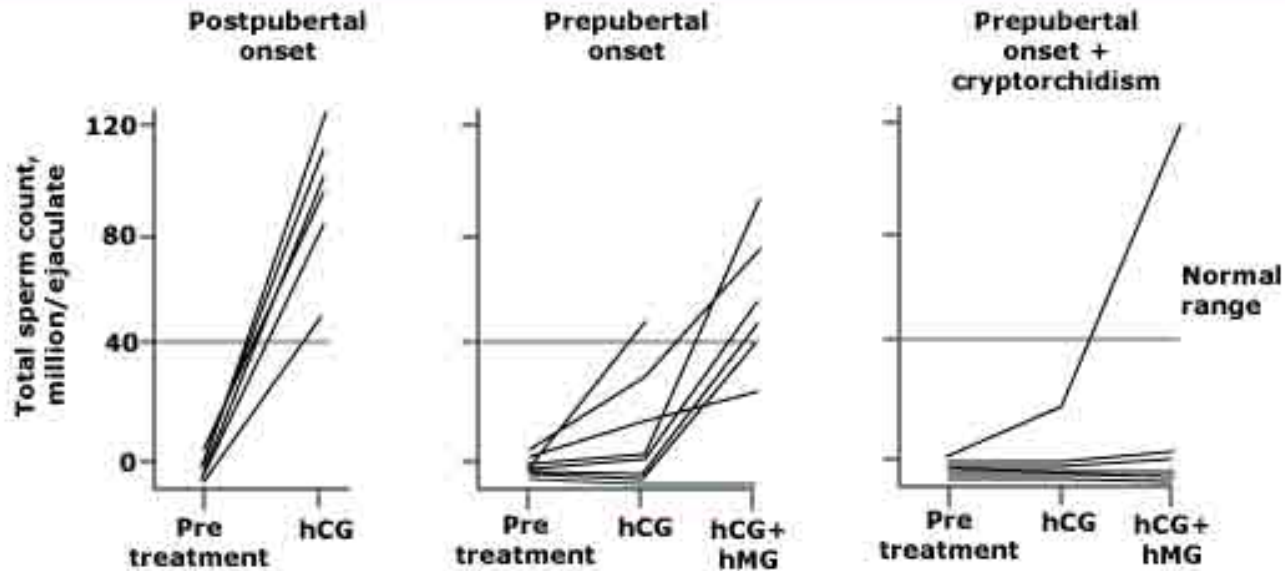 Postpubertal
onset
Prepubertal
onset
Prepubertal
onset +
cryptorchidism
Total sperm count,
million/ejaculate
120
80
40
0
Normal
range
Pre
treatment
hCG
Pre
treatment
hCG
hCG+
hMG
Pre
treatment
hCG
hCG+
hMG